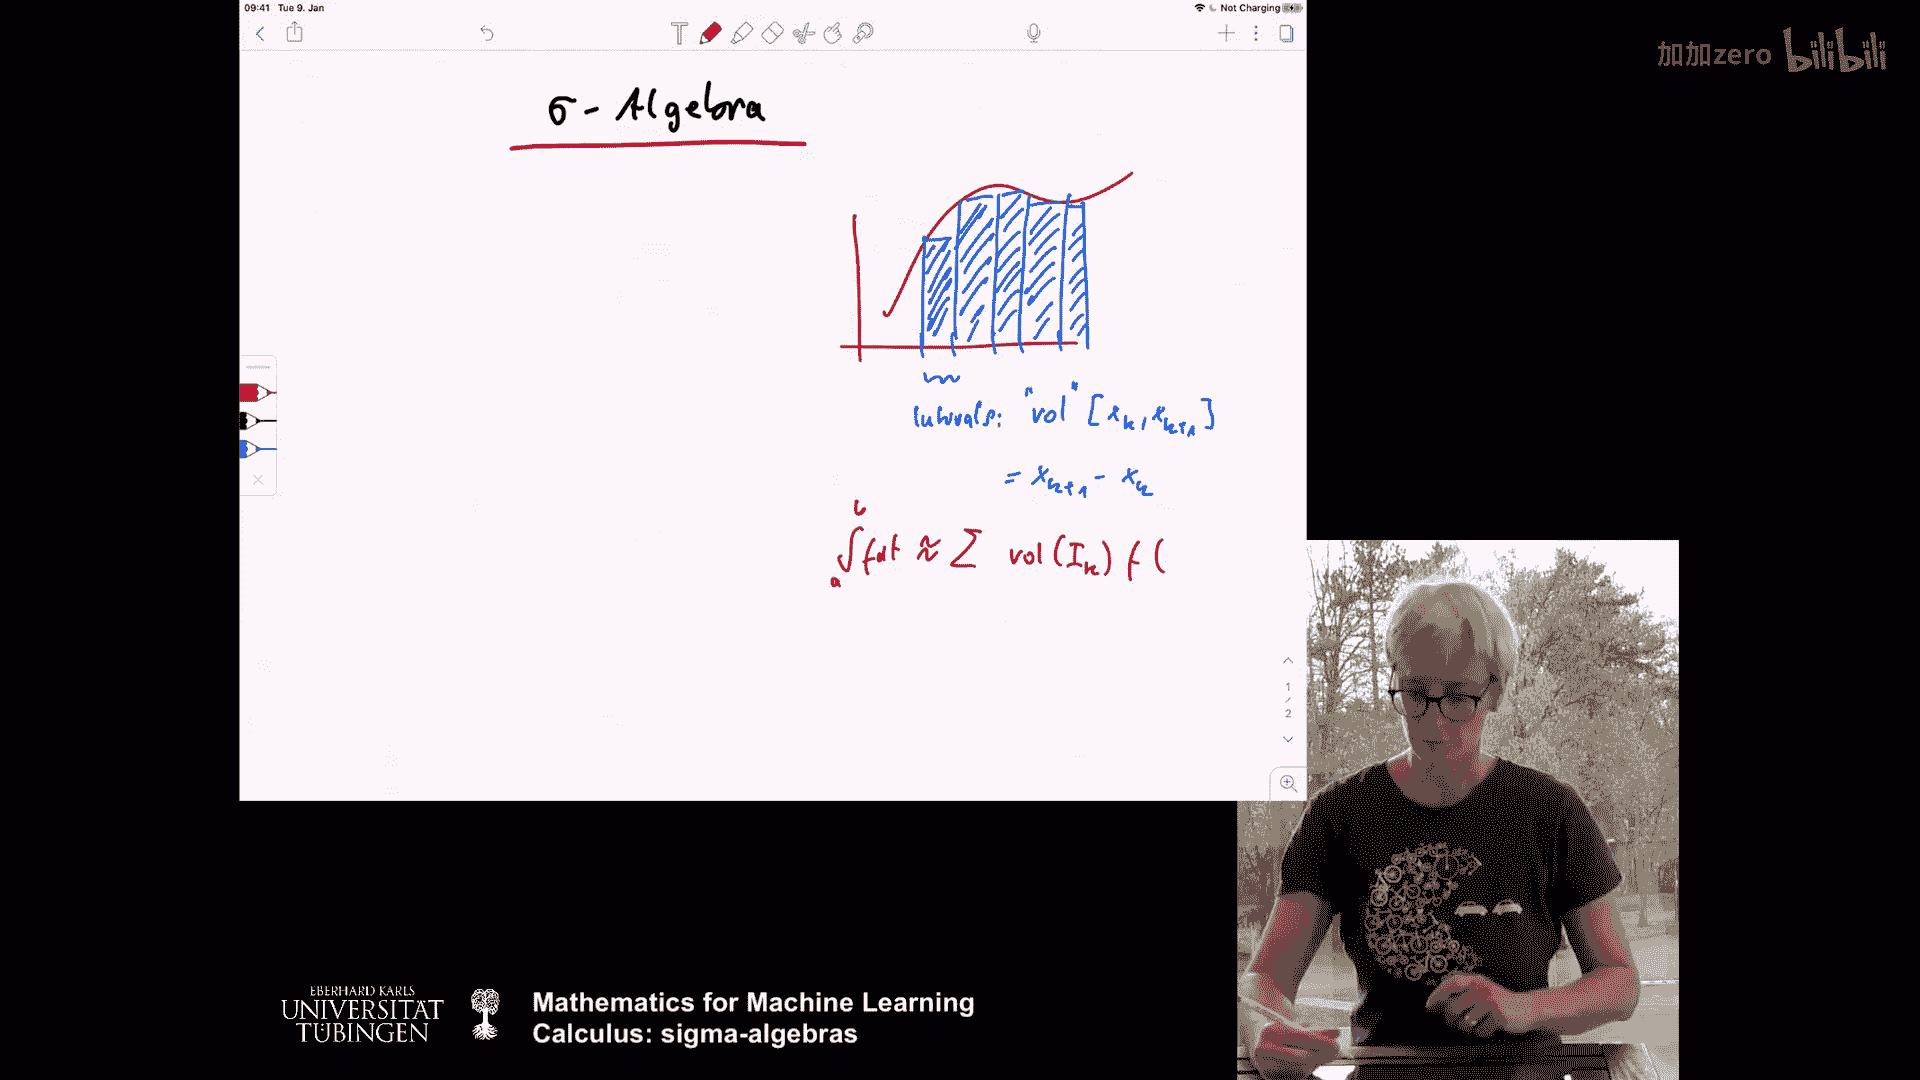 09:41 Tue 9. Jan
Not Charging
T
加加zero bilibili
σ - Algebra
Intervals: "vol" [x_k, x_{k+1}]
= x_{k+1} - x_k
∫_a^b f dt ≈ Σ vol(I_k) f (
1
/
2
EBERHARD KARLS
UNIVERSITÄT
TÜBINGEN
Mathematics for Machine Learning
Calculus: sigma-algebras